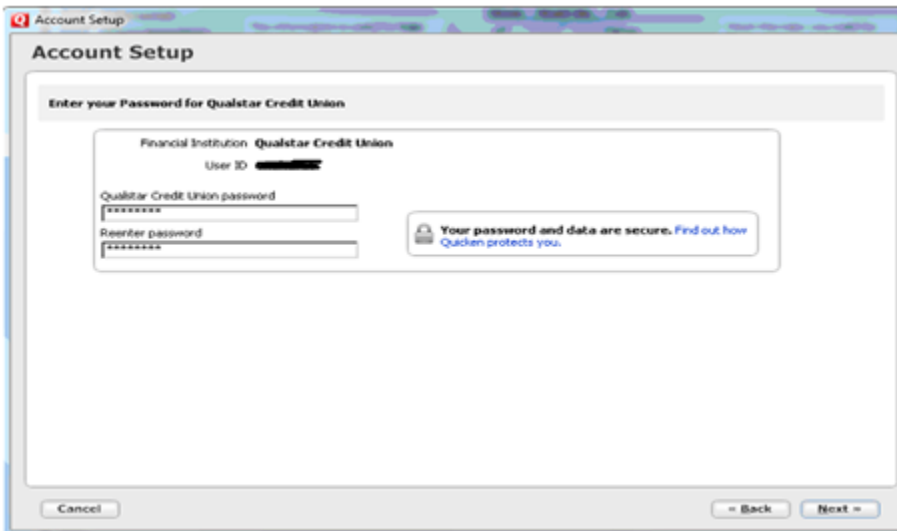 Account Setup
Account Setup
Enter your Password for Qualstar Credit Union
Financial Institution Qualstar Credit Union
User ID
Qualstar Credit Union password
********
Reenter password
********
Your password and data are secure. Find out how
Quicken protects you.
Cancel
< Back
Next >